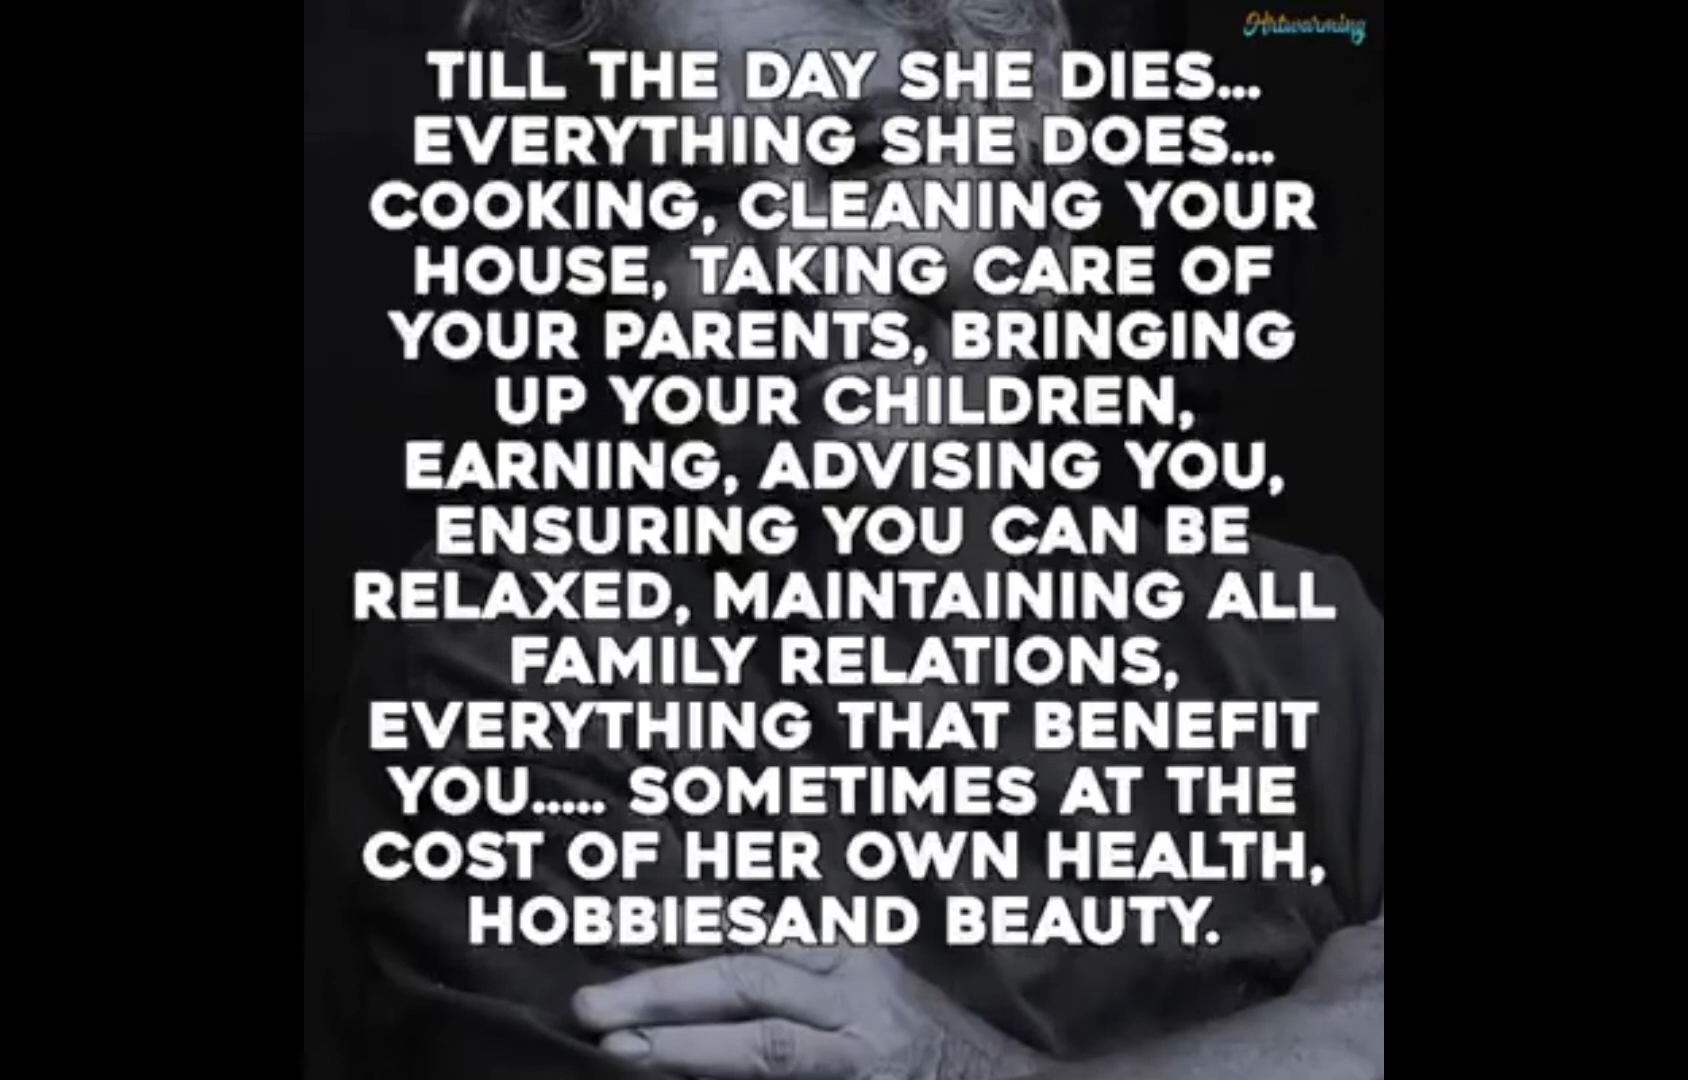 Artwarming
TILL THE DAY SHE DIES...
EVERYTHING SHE DOES...
COOKING, CLEANING YOUR
HOUSE, TAKING CARE OF
YOUR PARENTS, BRINGING
UP YOUR CHILDREN,
EARNING, ADVISING YOU,
ENSURING YOU CAN BE
RELAXED, MAINTAINING ALL
FAMILY RELATIONS,
EVERYTHING THAT BENEFIT
YOU..... SOMETIMES AT THE
COST OF HER OWN HEALTH,
HOBBIESAND BEAUTY.